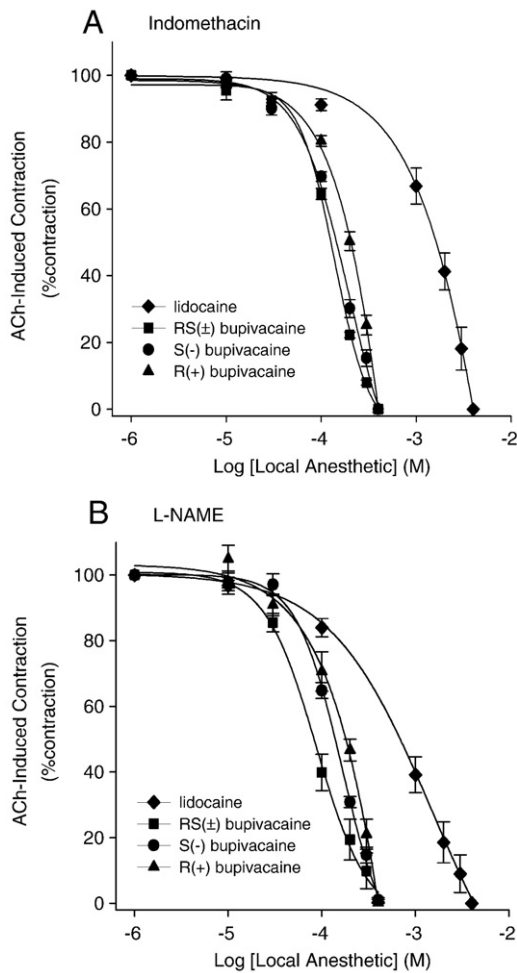 A
Indomethacin
100
80
60
40
20
0
ACh-Induced Contraction
(%contraction)
lidocaine
RS(±) bupivacaine
S(-) bupivacaine
R(+) bupivacaine
-6
-5
-4
-3
-2
Log [Local Anesthetic] (M)
B
L-NAME
100
80
60
40
20
0
ACh-Induced Contraction
(%contraction)
lidocaine
RS(±) bupivacaine
S(-) bupivacaine
R(+) bupivacaine
-6
-5
-4
-3
-2
Log [Local Anesthetic] (M)